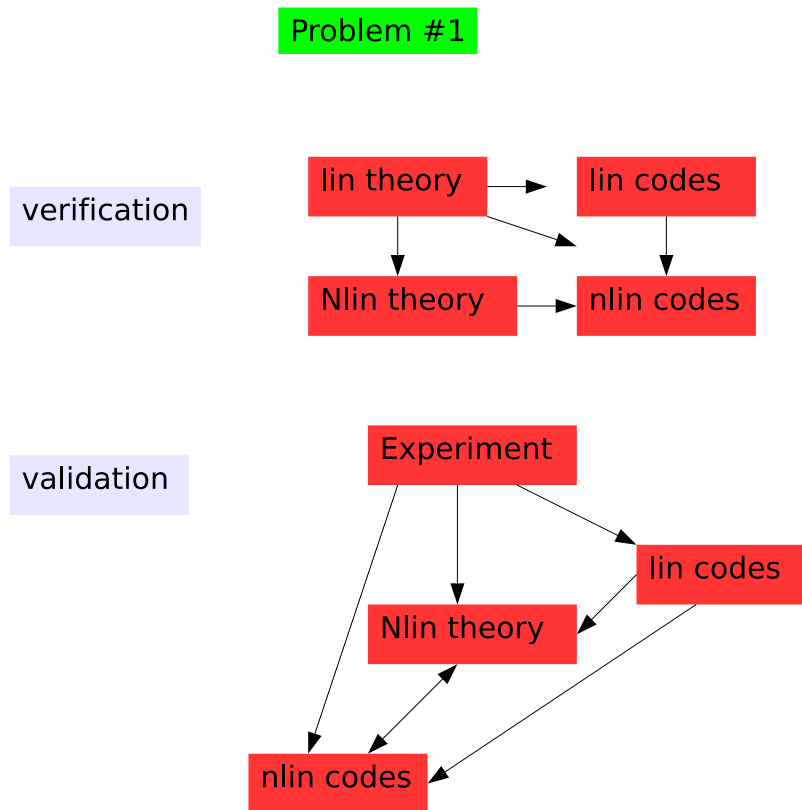 Problem #1
lin theory
lin codes
verification
Nlin theory
nlin codes
Experiment
validation
lin codes
Nlin theory
nlin codes